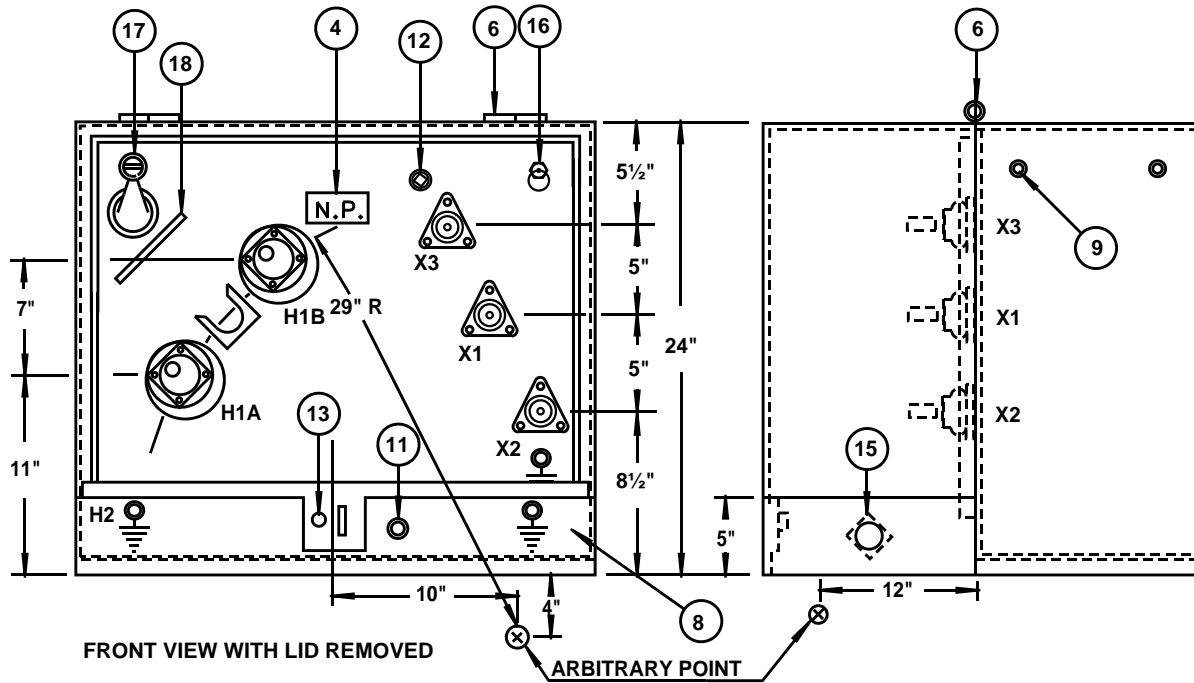 17
18
4
12
6
16
6
N.P.
5½"
X3
X3
9
5"
7"
29" R
H1B
X1
X1
24"
5"
H1A
13
11
X2
X2
15
11"
8½"
H2
5"
10"
4"
12"
8
FRONT VIEW WITH LID REMOVED
ARBITRARY POINT